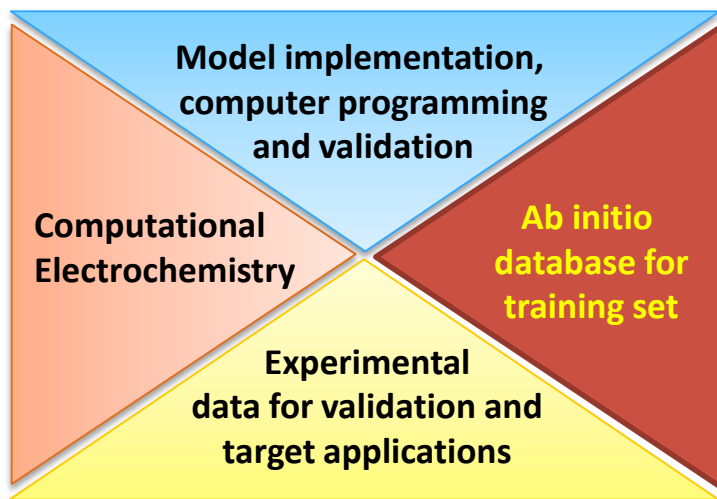 Model implementation,
computer programming
and validation
Computational
Electrochemistry
Ab initio
database for
training set
Experimental
data for validation and
target applications